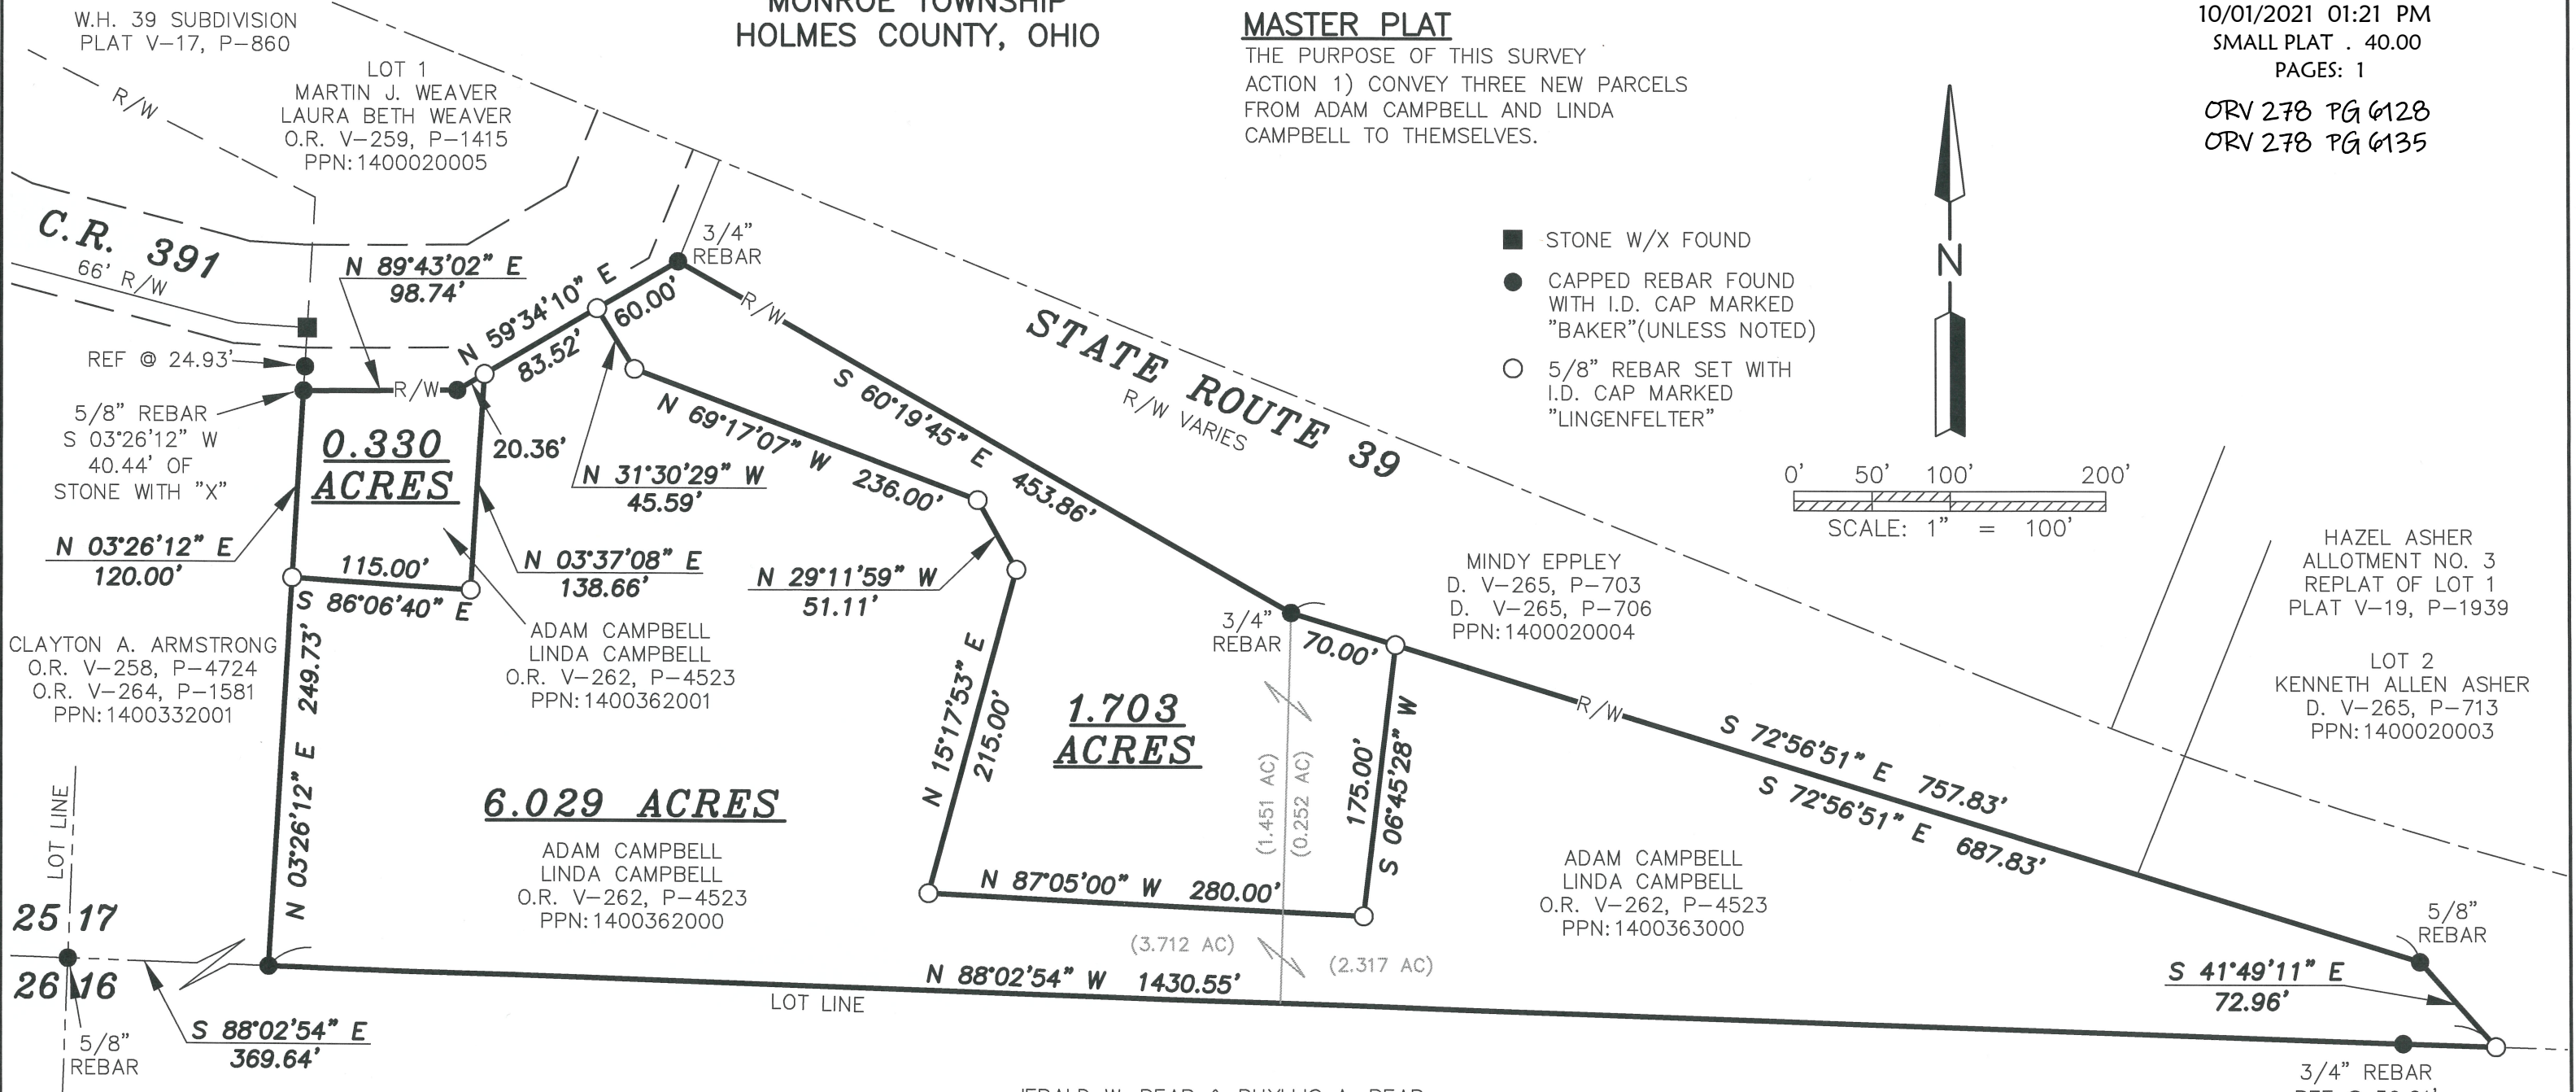 W.H. 39 SUBDIVISION
PLAT V-17, P-860
MONROE TOWNSHIP
HOLMES COUNTY, OHIO
MASTER PLAT
THE PURPOSE OF THIS SURVEY
ACTION 1) CONVEY THREE NEW PARCELS
FROM ADAM CAMPBELL AND LINDA
CAMPBELL TO THEMSELVES.
10/01/2021 01:21 PM
SMALL PLAT . 40.00
PAGES: 1
ORV 278 PG 6128
ORV 278 PG 6135
R/W
LOT 1
MARTIN J. WEAVER
LAURA BETH WEAVER
O.R. V-259, P-1415
PPN:1400020005
C.R. 391
66' R/W
N 89°43'02" E
98.74'
N 59°34'10" E
83.52'
60.00'
3/4"
REBAR
R/W
STATE ROUTE 39
R/W VARIES
N
STONE W/X FOUND
CAPPED REBAR FOUND
WITH I.D. CAP MARKED
"BAKER"(UNLESS NOTED)
5/8" REBAR SET WITH
I.D. CAP MARKED
"LINGENFELTER"
REF @ 24.93'
R/W
5/8" REBAR
S 03°26'12" W
40.44' OF
STONE WITH "X"
0.330
ACRES
20.36'
N 31°30'29" W
45.59'
N 69°17'07" W 236.00'
S 60°19'45" E 453.86'
0' 50' 100' 200'
SCALE: 1" = 100'
N 03°26'12" E
120.00'
115.00'
S 86°06'40" E
N 03°37'08" E
138.66'
N 29°11'59" W
51.11'
MINDY EPPLEY
D. V-265, P-703
D. V-265, P-706
PPN:1400020004
HAZEL ASHER
ALLOTMENT NO. 3
REPLAT OF LOT 1
PLAT V-19, P-1939
LOT 2
KENNETH ALLEN ASHER
D. V-265, P-713
PPN:1400020003
CLAYTON A. ARMSTRONG
O.R. V-258, P-4724
O.R. V-264, P-1581
PPN:1400332001
ADAM CAMPBELL
LINDA CAMPBELL
O.R. V-262, P-4523
PPN:1400362001
3/4"
REBAR
70.00'
N 03°26'12" E 249.73'
N 15°17'53" E
215.00'
1.703
ACRES
(1.451 AC)
(0.252 AC)
175.00'
S 06°45'28" W
R/W
S 72°56'51" E 757.83'
S 72°56'51" E 687.83'
LOT LINE
6.029 ACRES
ADAM CAMPBELL
LINDA CAMPBELL
O.R. V-262, P-4523
PPN:1400362000
N 87°05'00" W 280.00'
ADAM CAMPBELL
LINDA CAMPBELL
O.R. V-262, P-4523
PPN:1400363000
5/8"
REBAR
25 17
26 16
5/8"
REBAR
S 88°02'54" E
369.64'
(3.712 AC)
(2.317 AC)
N 88°02'54" W 1430.55'
LOT LINE
S 41°49'11" E
72.96'
3/4" REBAR